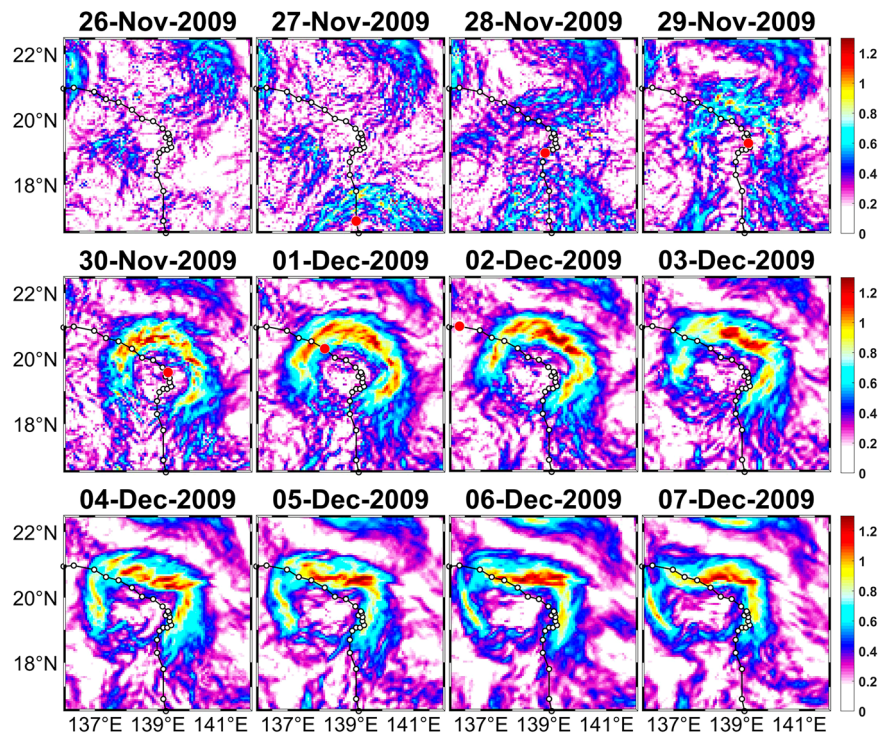 26-Nov-2009 27-Nov-2009 28-Nov-2009 29-Nov-2009
22°N 1.2
1
20°N 0.8
0.6
18°N 0.4
0.2
0
30-Nov-2009 01-Dec-2009 02-Dec-2009 03-Dec-2009
22°N 1.2
1
20°N 0.8
0.6
18°N 0.4
0.2
0
04-Dec-2009 05-Dec-2009 06-Dec-2009 07-Dec-2009
22°N 1.2
1
20°N 0.8
0.6
18°N 0.4
0.2
0
137°E 139°E 141°E 137°E 139°E 141°E 137°E 139°E 141°E 137°E 139°E 141°E